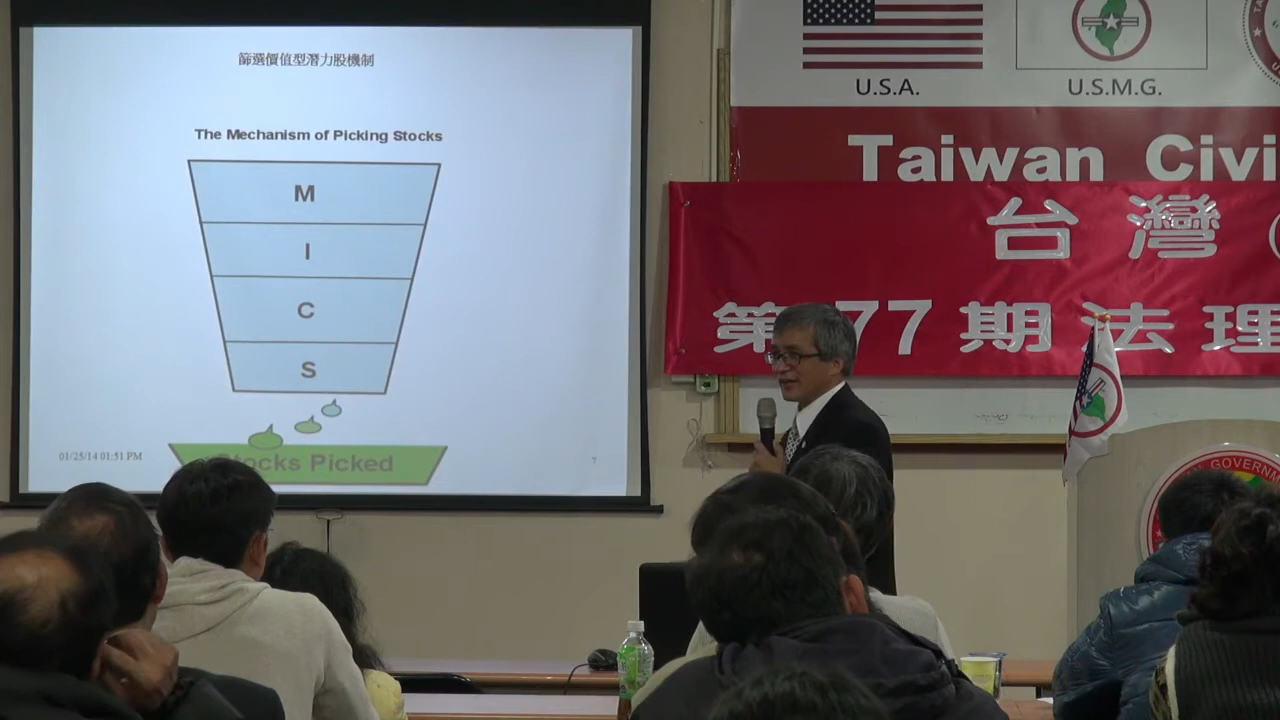 篩選價值型潛力股機制
The Mechanism of Picking Stocks
M
I
C
S
Stocks Picked
01/25/14 01:51 PM
7
U.S.A.
U.S.M.G.
Taiwan Civi
台灣
第77期法理
GOVERNM